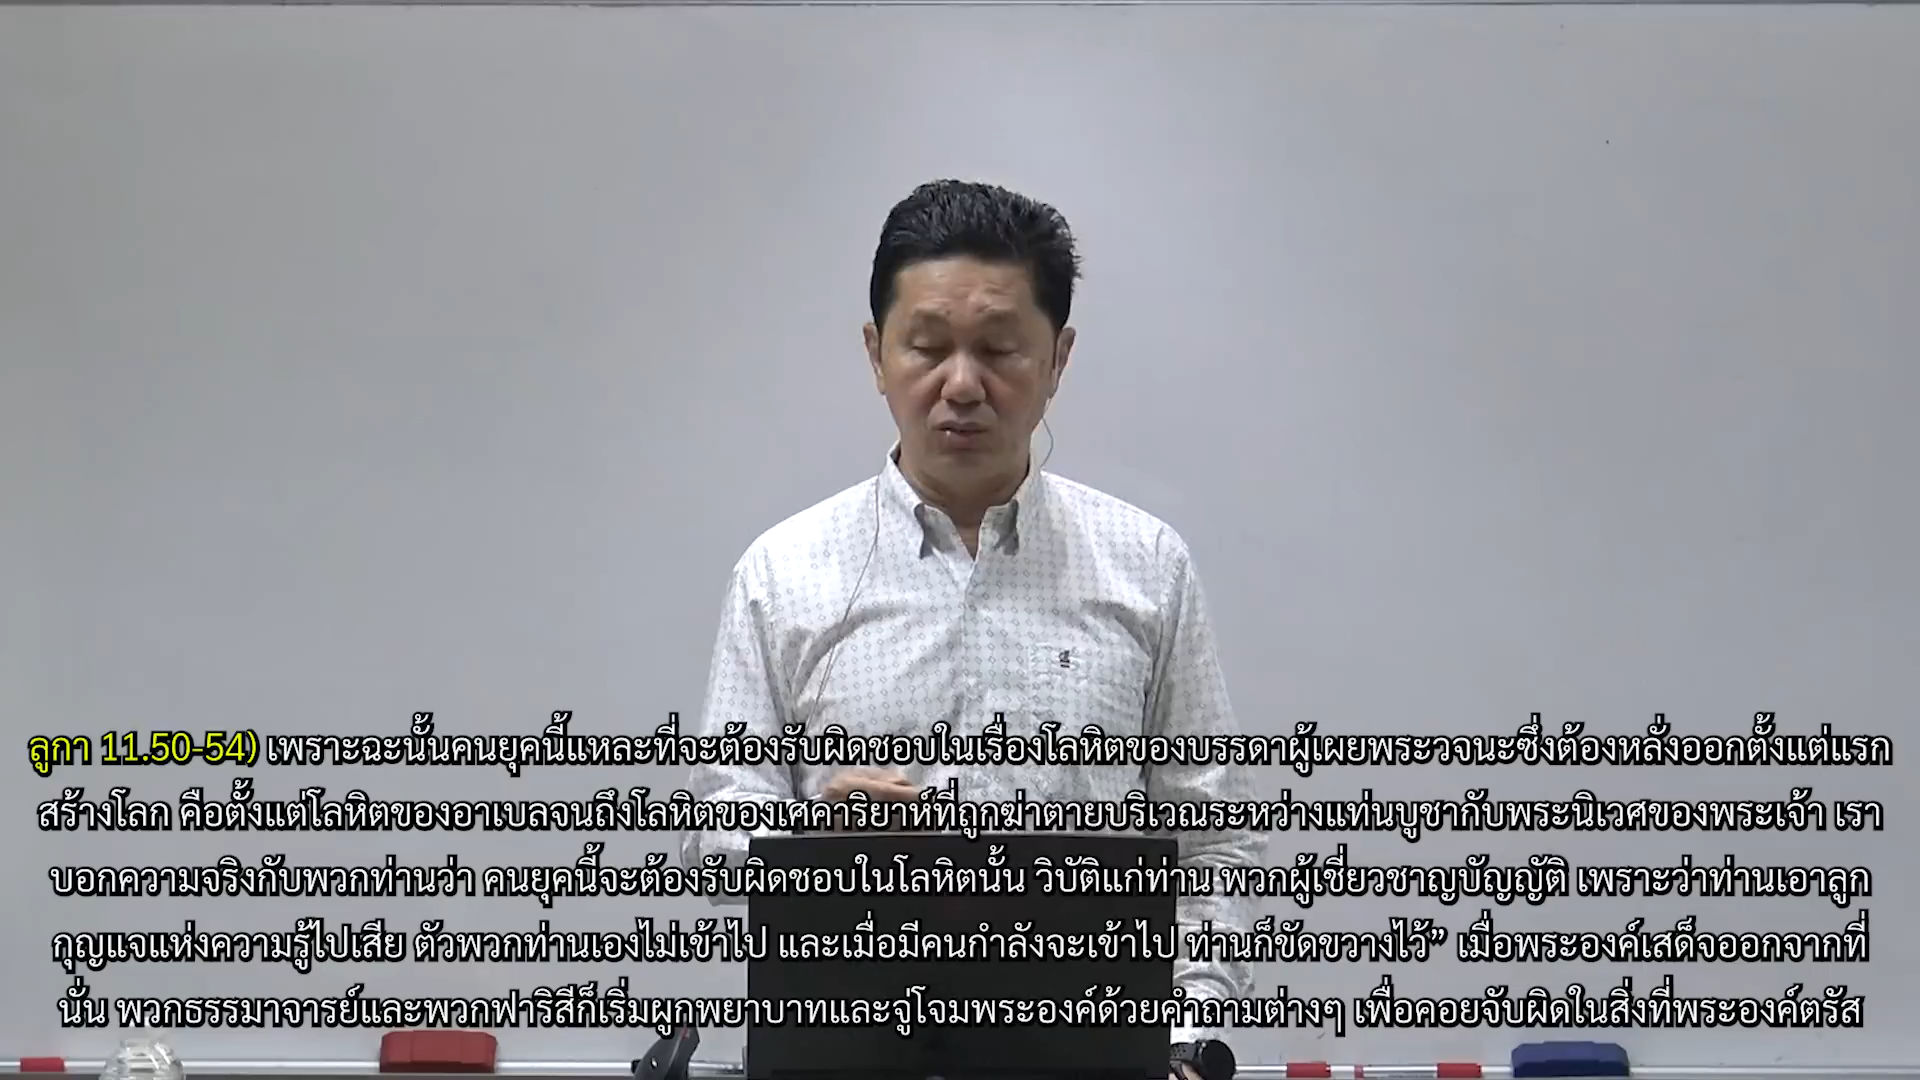 ลูกา 11.50-54) เพราะฉะนั้นคนยุคนี้แหละที่จะต้องรับผิดชอบในเรื่องโลหิตของบรรดาผู้เผยพระวจนะซึ่งต้องหลั่งออกตั้งแต่แรก
สร้างโลก คือตั้งแต่โลหิตของอาเบลจนถึงโลหิตของเศคาริยาห์ที่ถูกฆ่าตายบริเวณระหว่างแท่นบูชากับพระนิเวศของพระเจ้า เรา
บอกความจริงกับพวกท่านว่า คนยุคนี้จะต้องรับผิดชอบในโลหิตนั้น วิบัติแก่ท่าน พวกผู้เชี่ยวชาญบัญญัติ เพราะว่าท่านเอาลูก
กุญแจแห่งความรู้ไปเสีย ตัวพวกท่านเองไม่เข้าไป และเมื่อมีคนกำลังจะเข้าไป ท่านก็ขัดขวางไว้” เมื่อพระองค์เสด็จออกจากที่
นั่น พวกธรรมาจารย์และพวกฟาริสีก็เริ่มผูกพยาบาทและจู่โจมพระองค์ด้วยคำถามต่างๆ เพื่อคอยจับผิดในสิ่งที่พระองค์ตรัส